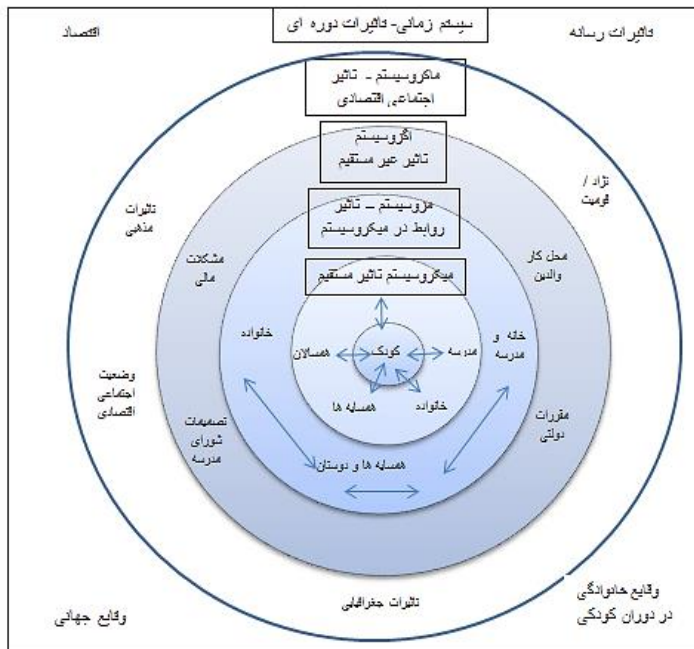 تاثیرات رسانه
سیستم زمانی- تاثیرات دوره ای
اقتصاد
ماکروسیستم – تاثیر
اجتماعی اقتصادی
اگزوسیستم
تاثیر عیر مستقیم
نژاد /
قومیت
مزوسیستم – تاثیر
روابط در میکروسیستم
تاثیرات
مذهبی
محل کار
والدین
مشکلات
مالی
میکروسیستم تاثیر مستقیم
خانه و
مدرسه
خانواده
مدرسه
کودک
همسالان
وضعیت
اجتماعی
اقتصادی
خانواده
همسایه ها
مقررات
دولتی
تصمیمات
شورای
مدرسه
همسایه ها و دوستان
وقایع خانوادگی
در دوران کودکی
تاثیرات جغرافیایی
وقایع جهانی